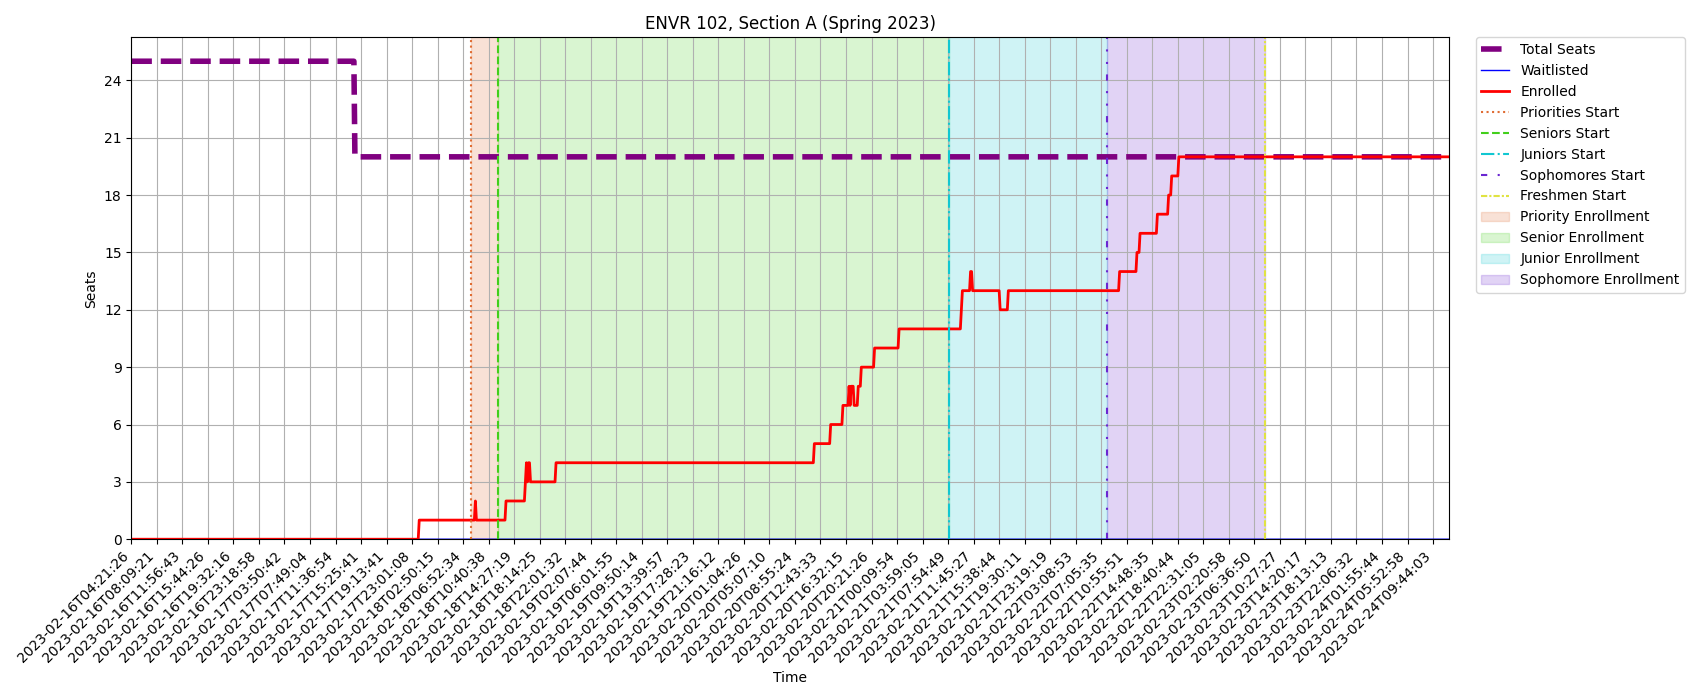 ENVR 102, Section A (Spring 2023)
Seats
24
21
18
15
12
9
6
3
0
2023-02-16T04:21:26
2023-02-16T08:09:21
2023-02-16T11:56:43
2023-02-16T15:44:26
2023-02-16T19:32:16
2023-02-16T23:18:58
2023-02-17T03:50:42
2023-02-17T07:49:04
2023-02-17T11:36:54
2023-02-17T15:25:41
2023-02-17T19:13:41
2023-02-17T23:01:08
2023-02-18T02:50:15
2023-02-18T06:52:34
2023-02-18T10:40:38
2023-02-18T14:27:19
2023-02-18T18:14:25
2023-02-18T22:01:32
2023-02-19T02:07:44
2023-02-19T06:01:55
2023-02-19T09:50:14
2023-02-19T13:39:57
2023-02-19T17:28:23
2023-02-19T21:16:12
2023-02-20T01:04:26
2023-02-20T05:07:10
2023-02-20T08:55:24
2023-02-20T12:43:33
2023-02-20T16:32:15
2023-02-20T20:21:26
2023-02-21T00:09:54
2023-02-21T03:59:05
2023-02-21T07:54:49
2023-02-21T11:45:27
2023-02-21T15:38:44
2023-02-21T19:30:11
2023-02-21T23:19:19
2023-02-22T03:08:53
2023-02-22T07:05:35
2023-02-22T10:55:51
2023-02-22T14:48:35
2023-02-22T18:40:44
2023-02-22T22:31:05
2023-02-23T02:20:58
2023-02-23T06:36:50
2023-02-23T10:27:27
2023-02-23T14:20:17
2023-02-23T18:13:13
2023-02-23T22:06:32
2023-02-24T01:55:44
2023-02-24T05:52:58
2023-02-24T09:44:03
Time
Total Seats
Waitlisted
Enrolled
Priorities Start
Seniors Start
Juniors Start
Sophomores Start
Freshmen Start
Priority Enrollment
Senior Enrollment
Junior Enrollment
Sophomore Enrollment